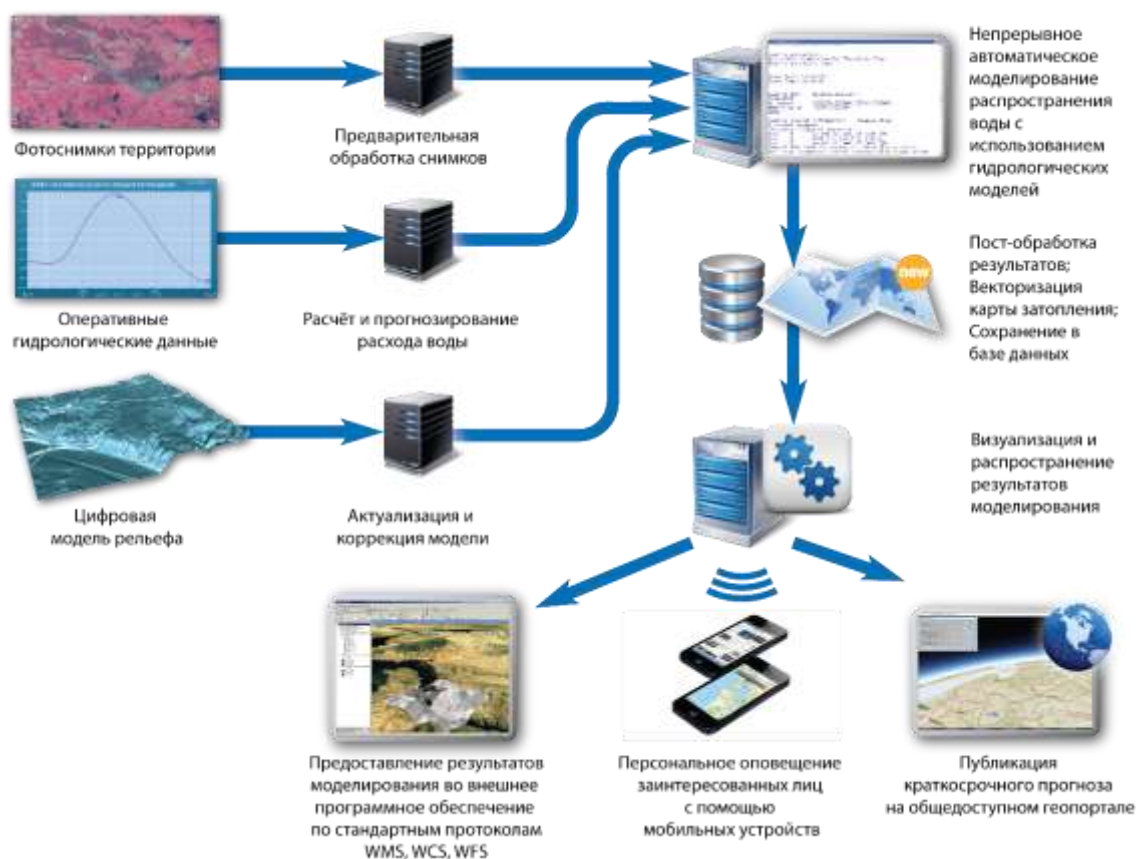 Фотоснимки территории
Предварительная
обработка снимков
Непрерывное
автоматическое
моделирование
распространения
воды с
использованием
гидрологических
моделей
Оперативные
гидрологические данные
Расчёт и прогнозирование
расхода воды
new
Пост-обработка
результатов;
Векторизация
карты затопления;
Сохранение в
базе данных
Цифровая
модель рельефа
Актуализация и
коррекция модели
Визуализация и
распространение
результатов
моделирования
Предоставление результатов
моделирования во внешнее
программное обеспечение
по стандартным протоколам
WMS, WCS, WFS
Персональное оповещение
заинтересованных лиц
с помощью
мобильных устройств
Публикация
краткосрочного прогноза
на общедоступном геопортале